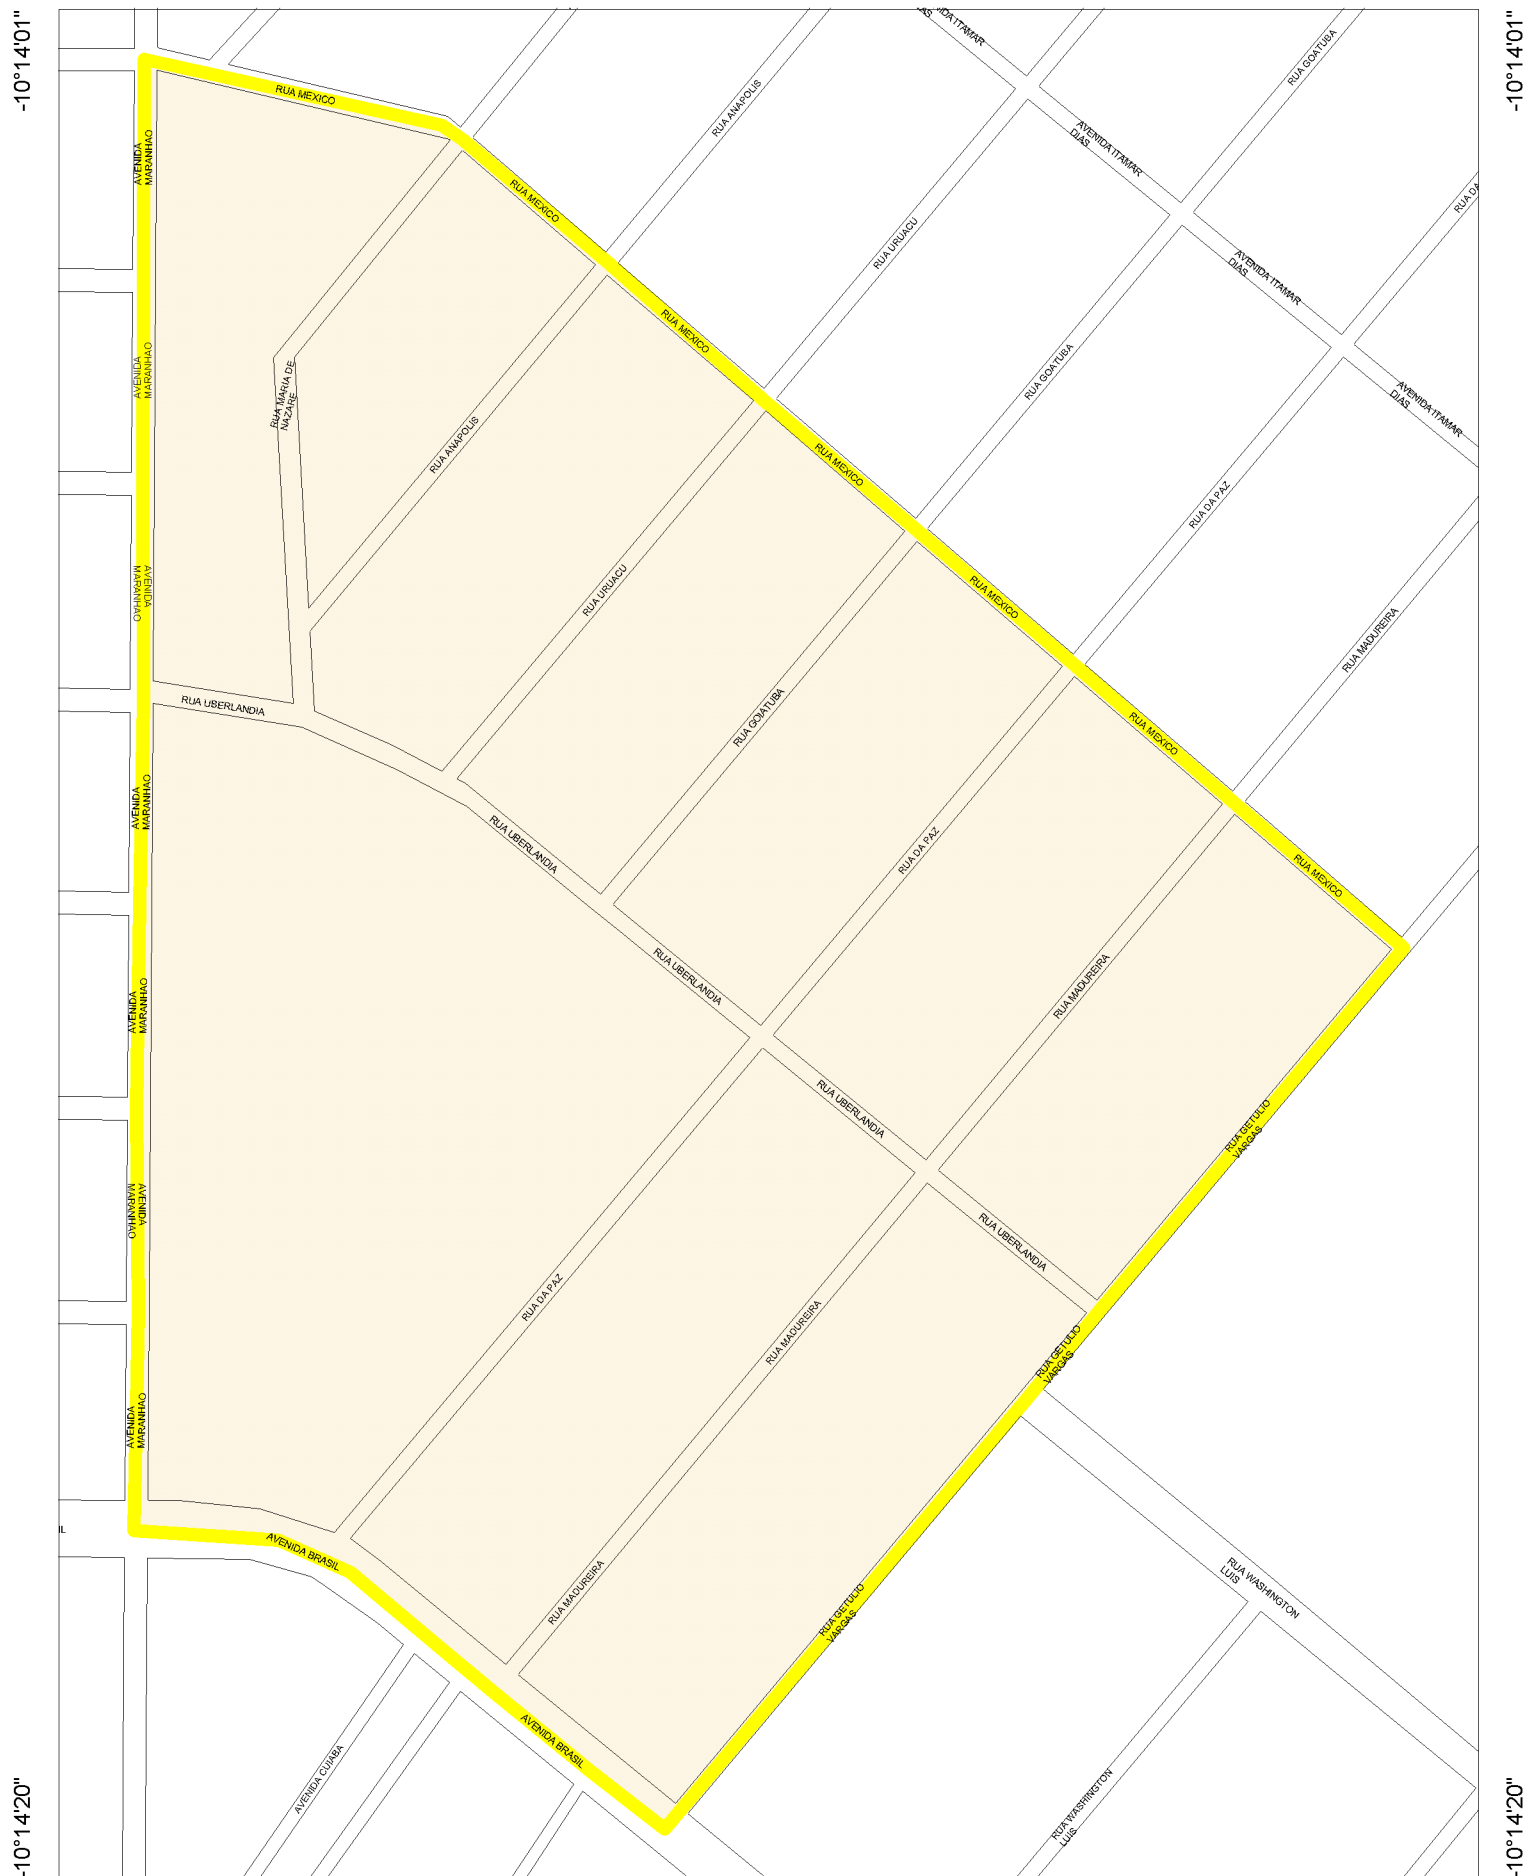 -10°14'01"
-10°14'01"
AVENIDA ITAMAR
DIAS
RUA GOATUBA
RUA MEXICO
RUA ANAPOLIS
AVENIDA
MARANHAO
AVENIDA ITAMAR
DIAS
RUA MEXICO
RUA DA
RUA URUACU
AVENIDA ITAMAR
DIAS
RUA MEXICO
AVENIDA
MARANHAO
RUA MARIA DE
NAZARE
RUA GOATUBA
AVENIDA ITAMAR
DIAS
RUA ANAPOLIS
RUA MEXICO
RUA DA PAZ
AVENIDA
MARANHAO
RUA URUACU
RUA MEXICO
RUA MADUREIRA
RUA UBERLANDIA
RUA GOIATUBA
RUA MEXICO
AVENIDA
MARANHAO
RUA UBERLANDIA
RUA DA PAZ
RUA MEXICO
RUA UBERLANDIA
RUA MADUREIRA
AVENIDA
MARANHAO
RUA UBERLANDIA
RUA GETULIO
VARGAS
AVENIDA
MARANHAO
RUA UBERLANDIA
RUA DA PAZ
RUA MADUREIRA
RUA GETULIO
VARGAS
AVENIDA
MARANHAO
IL
AVENIDA BRASIL
RUA MADUREIRA
RUA GETULIO
VARGAS
RUA WASHINGTON
LUIS
AVENIDA BRASIL
AVENIDA CUIABA
RUA WASHINGTON
LUIS
-10°14'20"
-10°14'20"